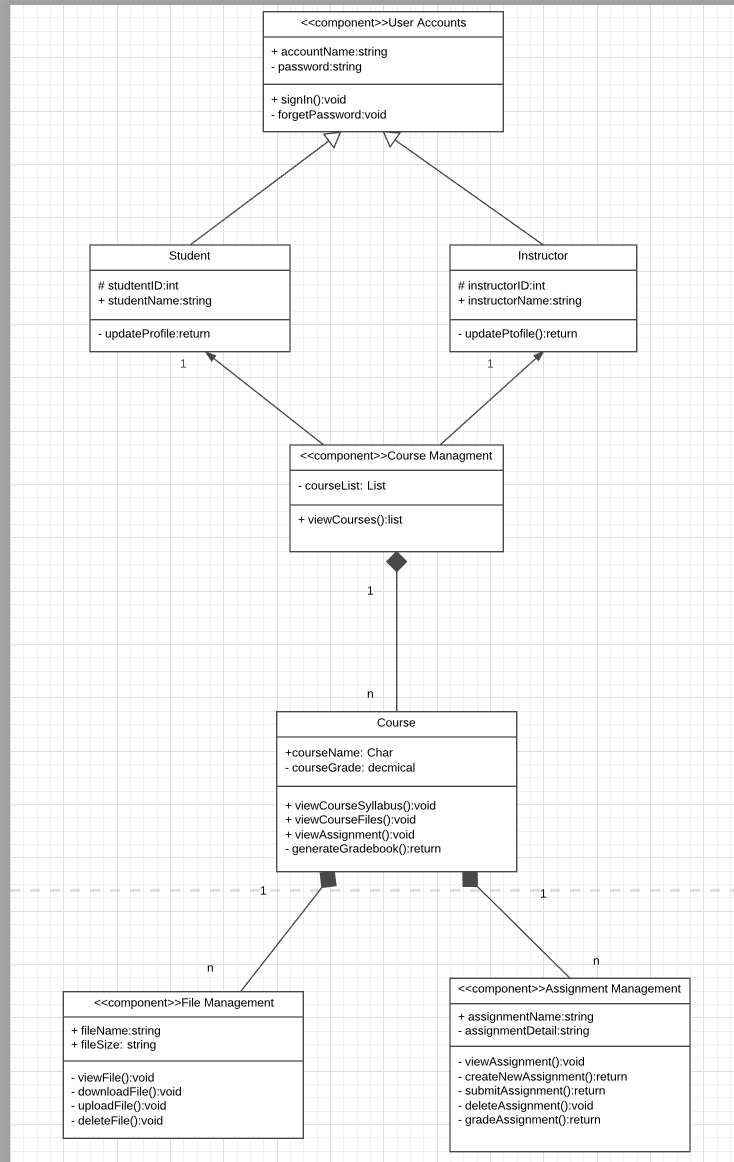 <<component>>User Accounts
+ accountName:string
- password:string
+ signIn():void
- forgetPassword:void
Student
# studtentID:int
+ studentName:string
- updateProfile:return
Instructor
# instructorID:int
+ instructorName:string
- updatePtofile():return
1
1
<<component>>Course Managment
- courseList: List
+ viewCourses():list
1
n
Course
+courseName: Char
- courseGrade: decmical
+ viewCourseSyllabus():void
+ viewCourseFiles():void
+ viewAssignment():void
- generateGradebook():return
1
1
n
n
<<component>>File Management
+ fileName:string
+ fileSize: string
- viewFile():void
- downloadFile():void
- uploadFile():void
- deleteFile():void
<<component>>Assignment Management
+ assignmentName:string
- assignmentDetail:string
- viewAssignment():void
- createNewAssignment():return
- submitAssignment():return
- deleteAssignment():void
- gradeAssignment():return